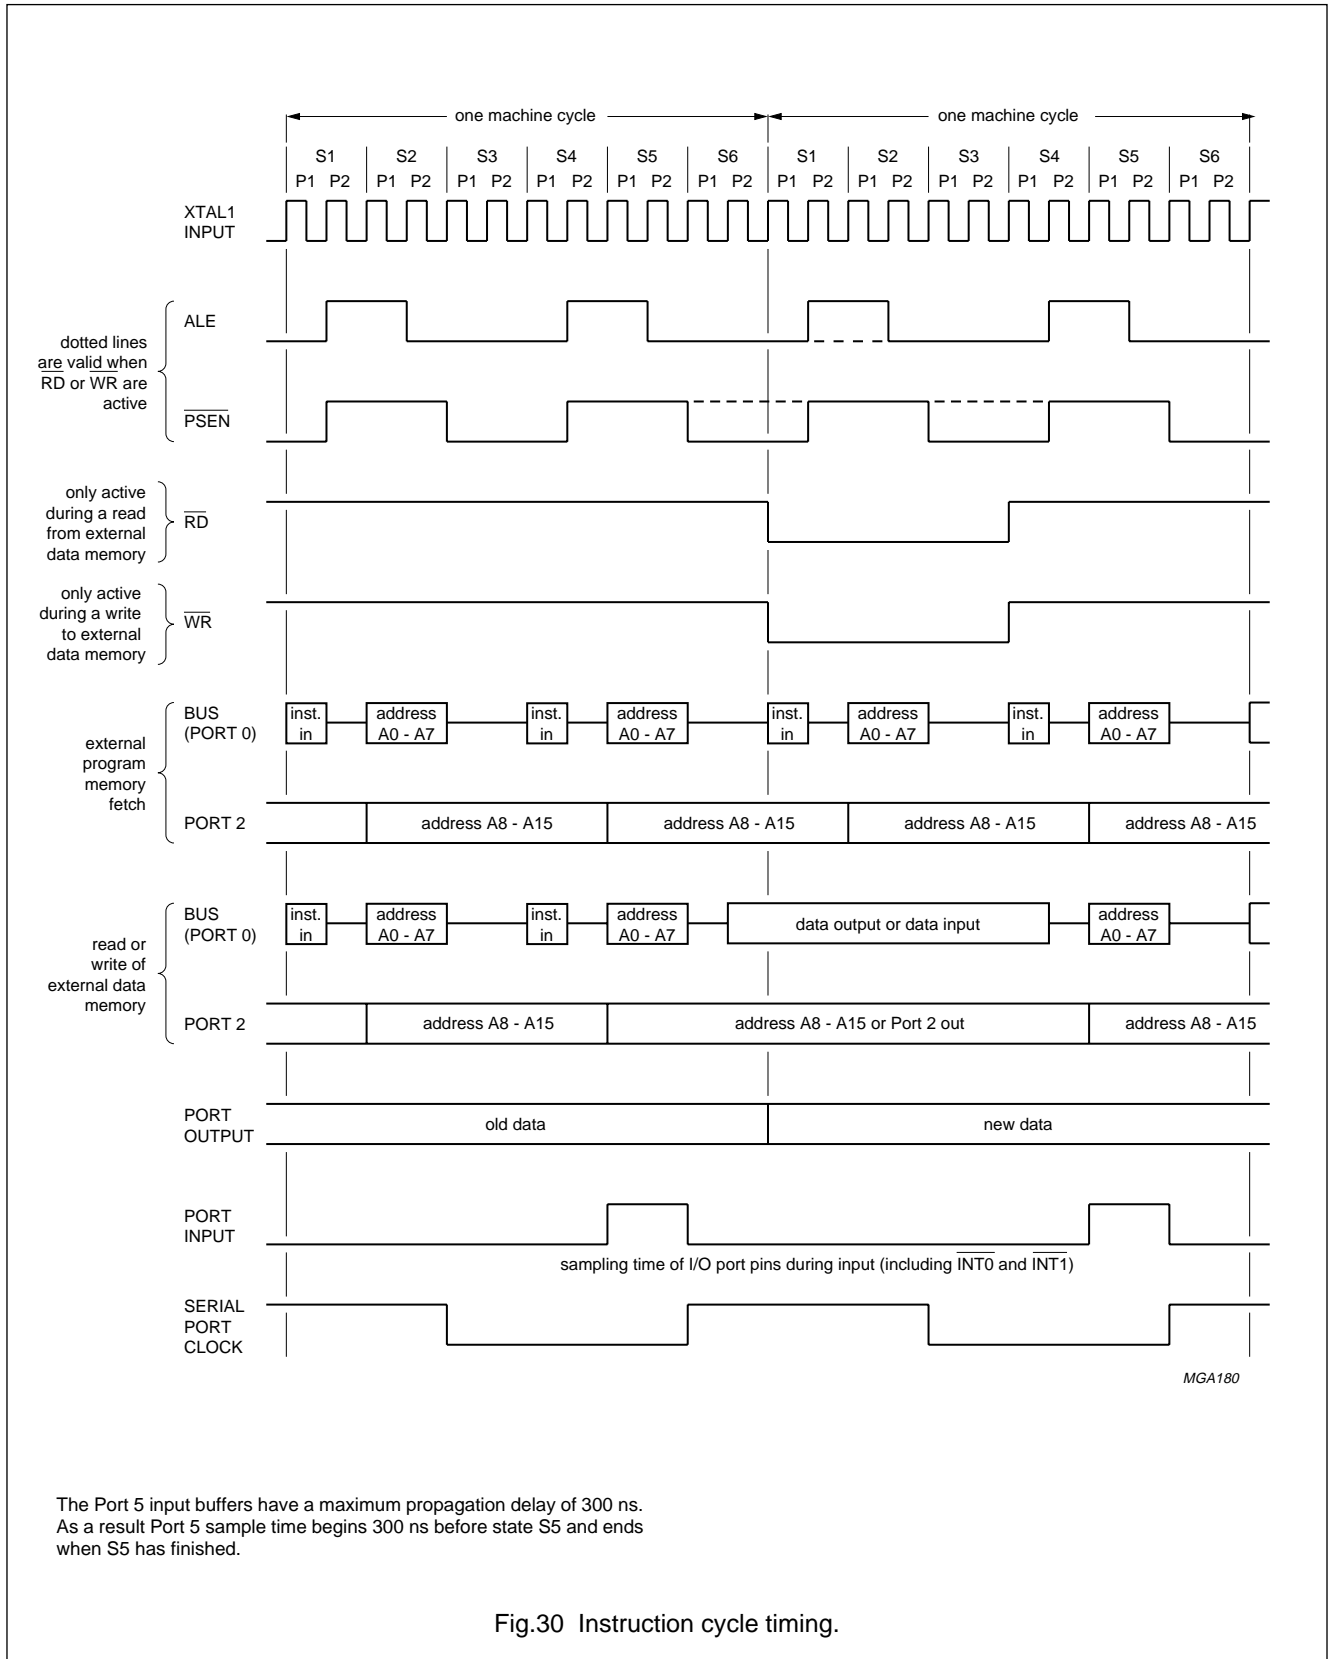 one machine cycle one machine cycle
S1 S2 S3 S4 S5 S6 S1 S2 S3 S4 S5 S6
P1 P2 P1 P2 P1 P2 P1 P2 P1 P2 P1 P2 P1 P2 P1 P2 P1 P2 P1 P2 P1 P2 P1 P2
XTAL1
INPUT
dotted lines
are valid when
RD or WR are
active
ALE
PSEN
only active
during a read
from external
data memory
RD
only active
during a write
to external
data memory
WR
external
program
memory
fetch
BUS
(PORT 0)
inst. address inst. address inst. address inst. address
in A0 - A7 in A0 - A7 in A0 - A7 in A0 - A7
PORT 2
address A8 - A15 address A8 - A15 address A8 - A15 address A8 - A15
read or
write of
external data
memory
BUS
(PORT 0)
inst. address inst. address data output or data input address
in A0 - A7 in A0 - A7 A0 - A7
PORT 2
address A8 - A15 address A8 - A15 or Port 2 out address A8 - A15
PORT
OUTPUT
old data new data
PORT
INPUT
sampling time of I/O port pins during input (including INT0 and INT1)
SERIAL
PORT
CLOCK
MGA180
The Port 5 input buffers have a maximum propagation delay of 300 ns.
As a result Port 5 sample time begins 300 ns before state S5 and ends
when S5 has finished.
Fig.30 Instruction cycle timing.